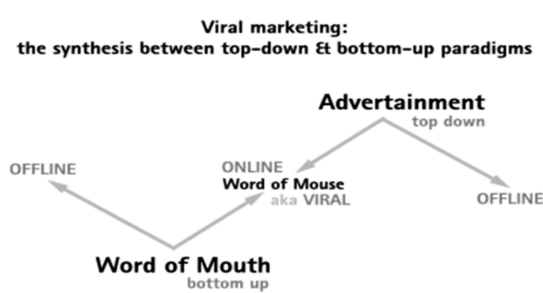 Viral marketing:
the synthesis between top-down & bottom-up paradigms
Advertainment
top down
OFFLINE
ONLINE
Word of Mouse
aka VIRAL
OFFLINE
Word of Mouth
bottom up